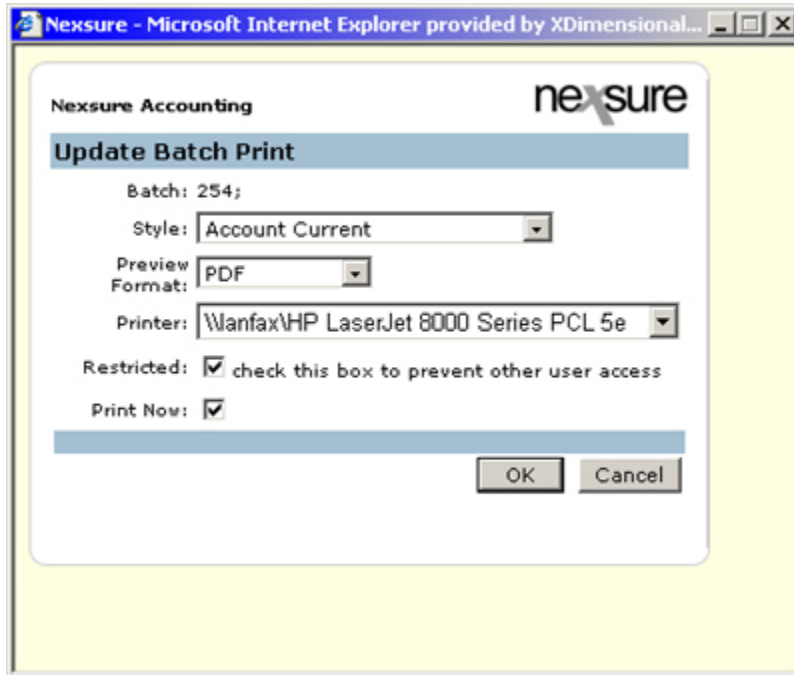 Nexsure - Microsoft Internet Explorer provided by XDimensional...
Nexsure Accounting
nexsure
Update Batch Print
Batch: 254;
Style: Account Current
Preview Format: PDF
Printer: \\lanfax\HP LaserJet 8000 Series PCL 5e
Restricted: check this box to prevent other user access
Print Now:
OK Cancel